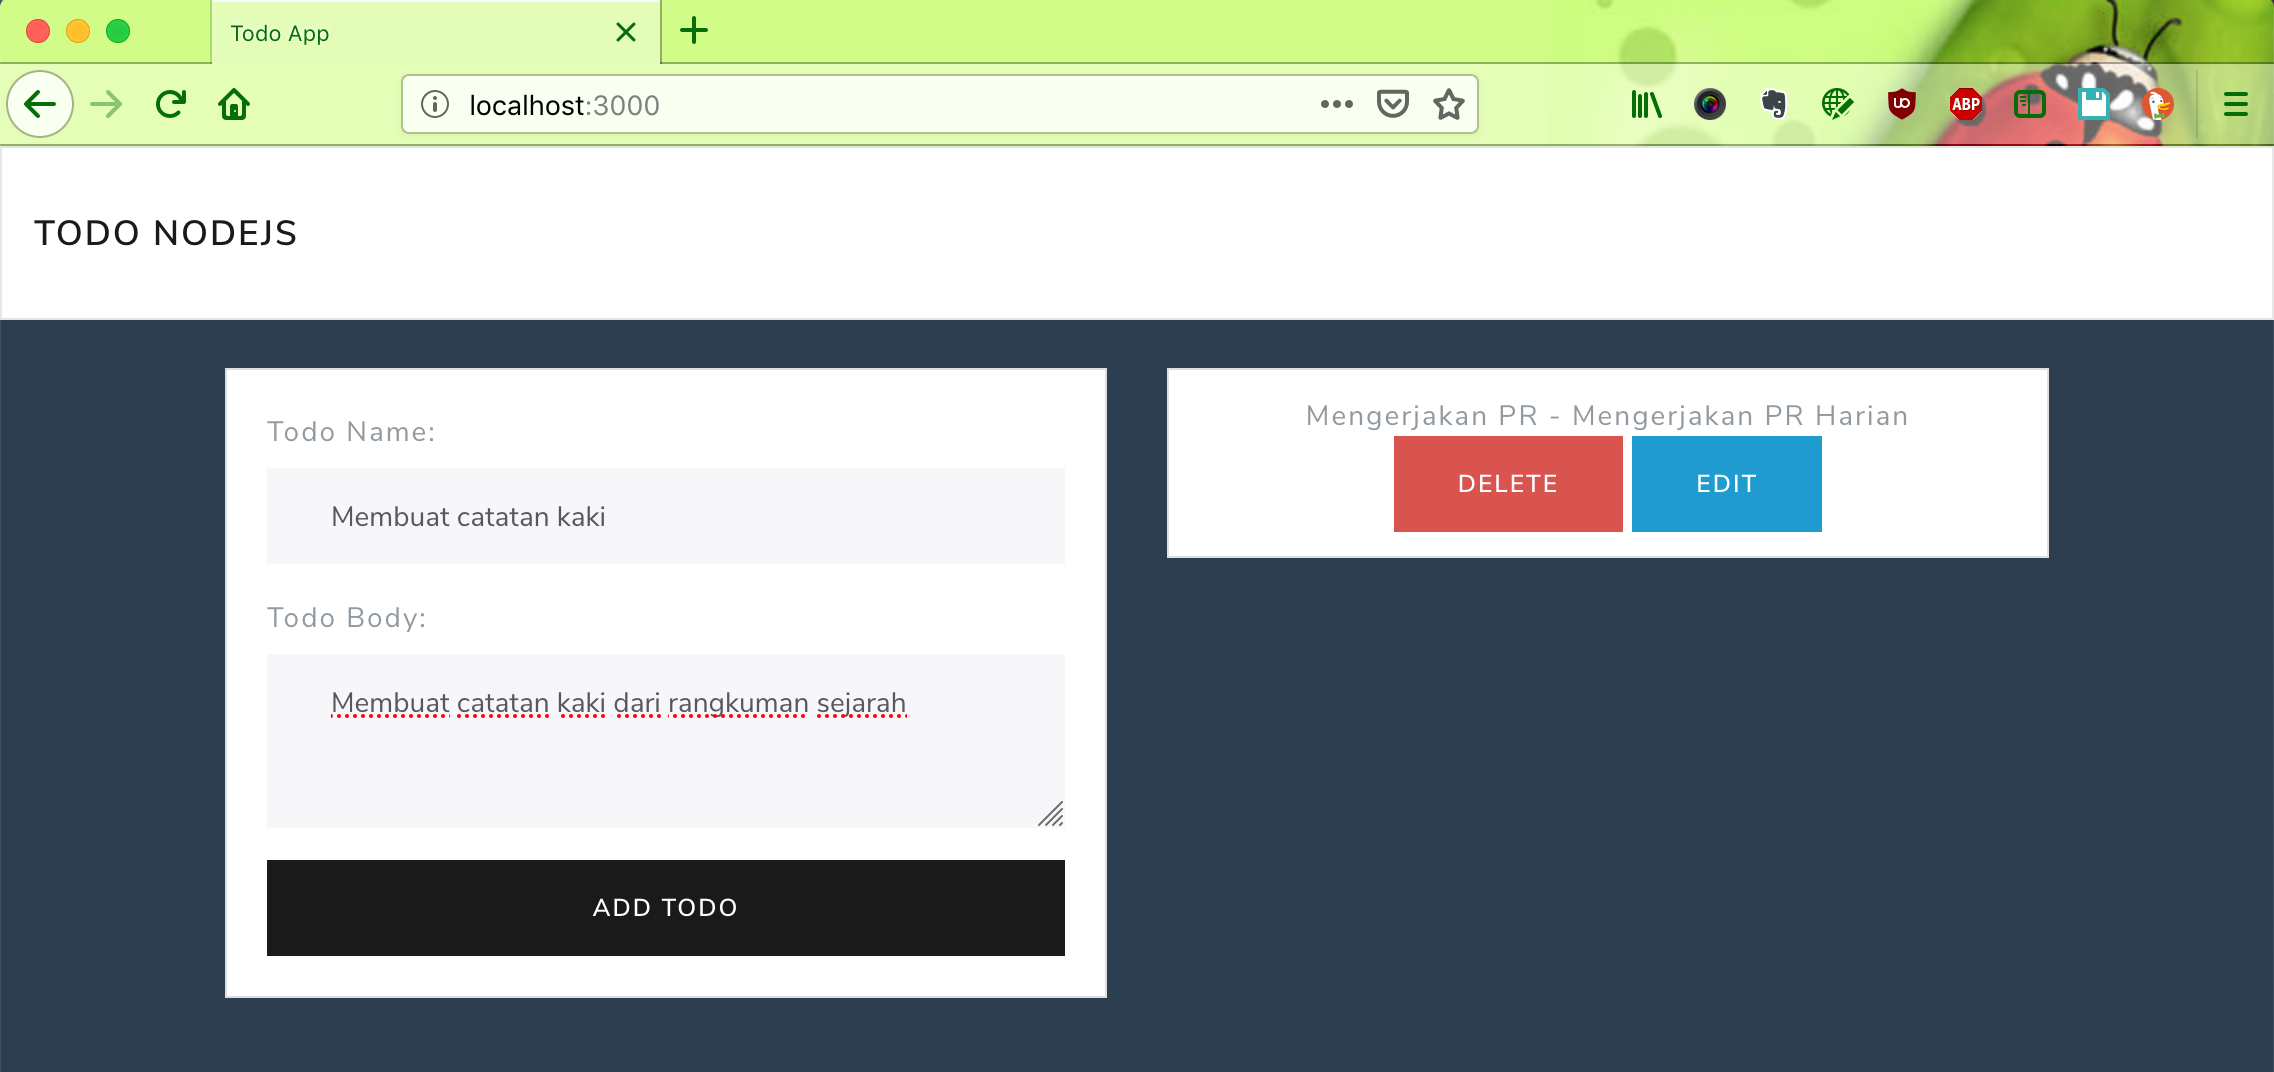 Todo App
localhost:3000
ABP
TODO NODEJS
Todo Name:
Membuat catatan kaki
Todo Body:
Membuat catatan kaki dari rangkuman sejarah
ADD TODO
Mengerjakan PR - Mengerjakan PR Harian
DELETE EDIT